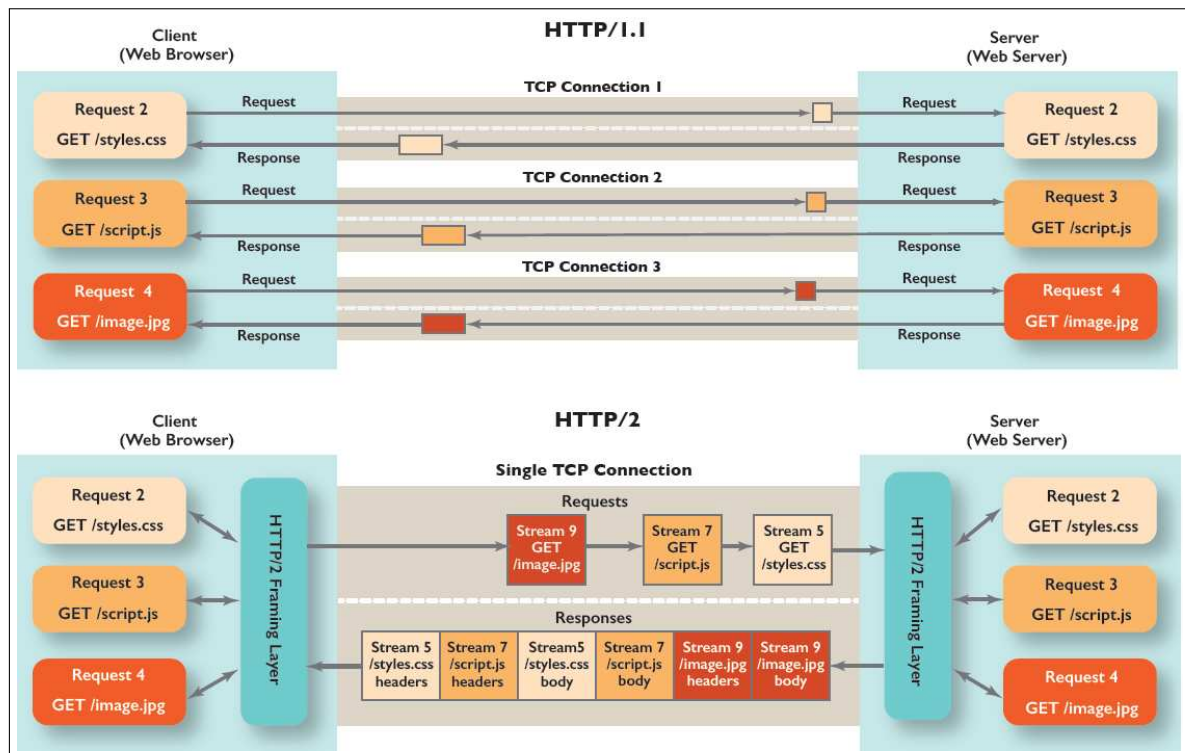 HTTP/1.1
Client
(Web Browser)
Server
(Web Server)
TCP Connection 1
Request 2
GET /styles.css
Request
Response
Request
Response
Request 2
GET /styles.css
TCP Connection 2
Request 3
GET /script.js
Request
Response
Request
Response
Request 3
GET /script.js
TCP Connection 3
Request 4
GET /image.jpg
Request
Response
Request
Response
Request 4
GET /image.jpg
HTTP/2
Client
(Web Browser)
Server
(Web Server)
Single TCP Connection
Request 2
GET /styles.css
Request 3
GET /script.js
Request 4
GET /image.jpg
HTTP/2 Framing
Layer
Requests
Stream 9
GET
/image.jpg
Stream 7
GET
/script.js
Stream 5
GET
/styles.css
Responses
Stream 5
/styles.css
headers
Stream 7
/script.js
headers
Stream5
/styles.css
body
Stream 7
/script.js
body
Stream 9
/image.jpg
headers
Stream 9
/image.jpg
body
HTTP/2 Framing
Layer
Request 2
GET /styles.css
Request 3
GET /script.js
Request 4
GET /image.jpg